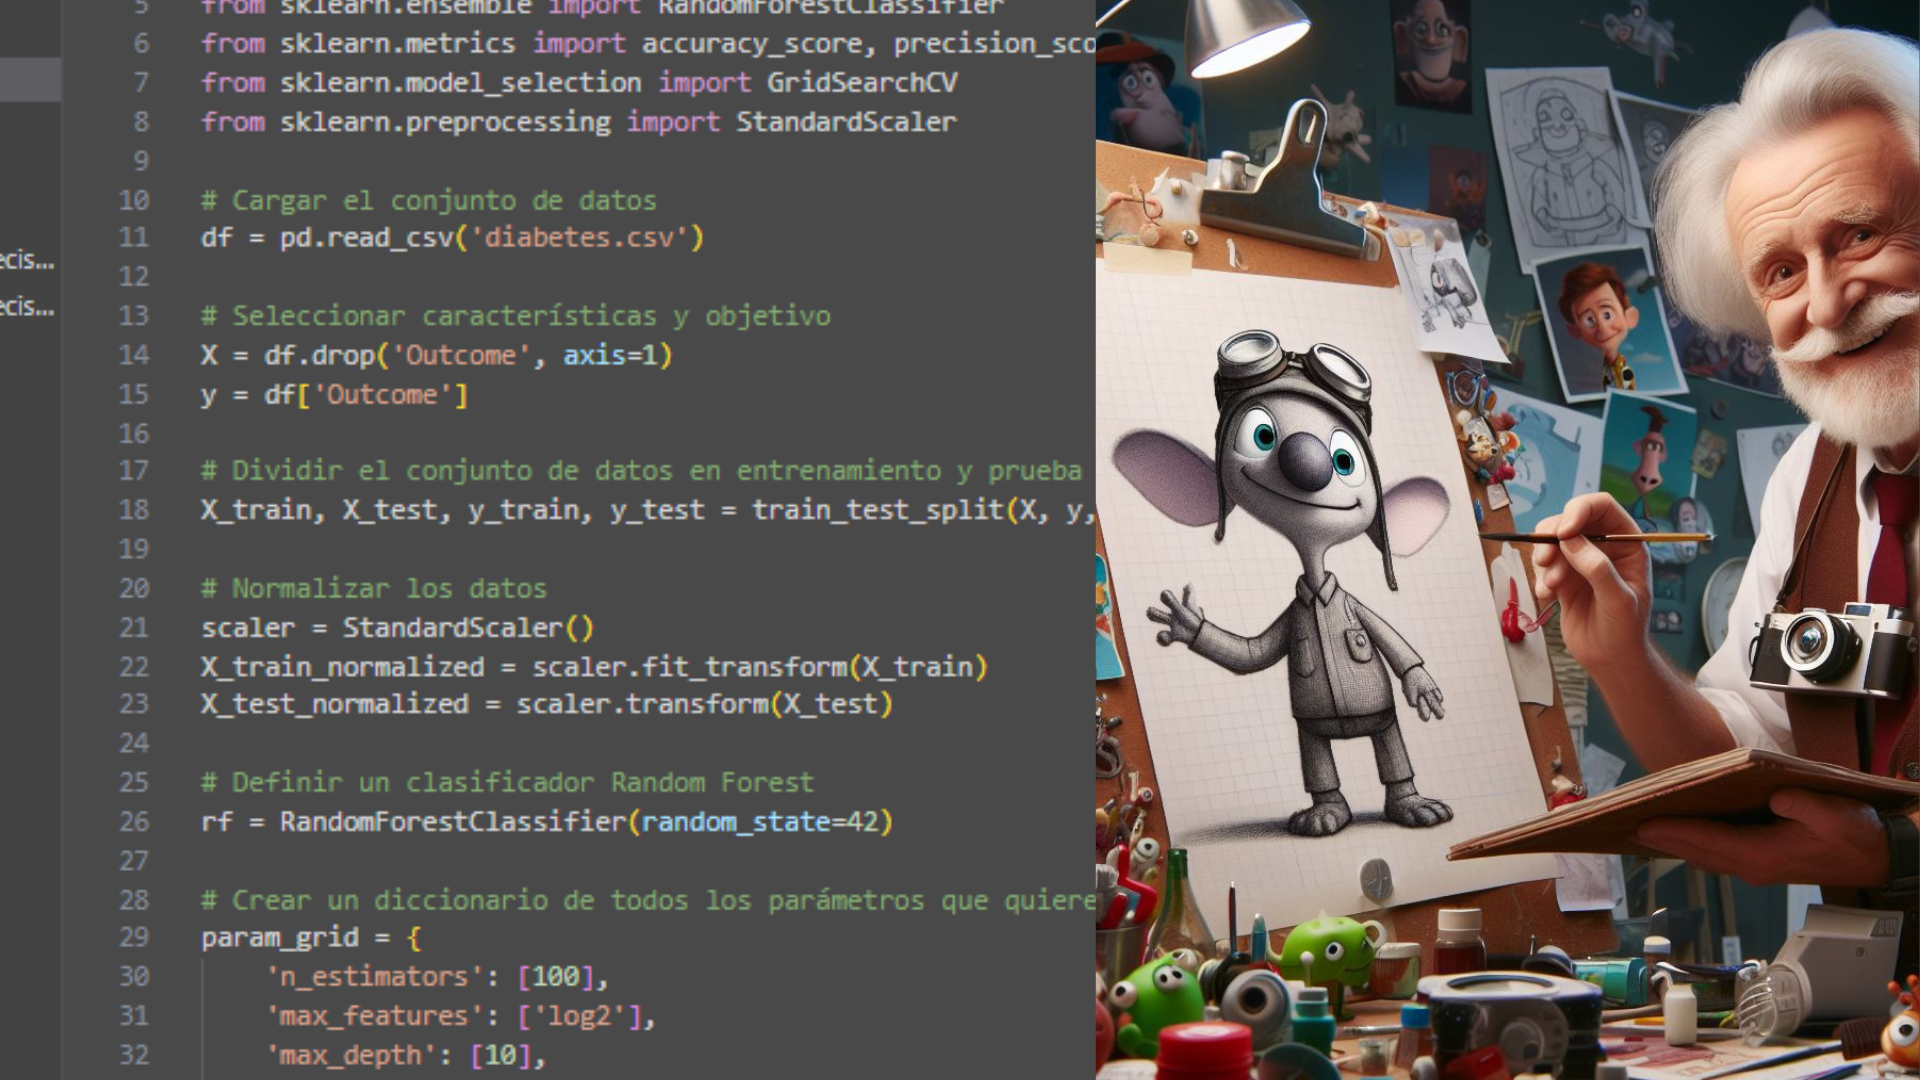 ecis...
ecis...
5 from sklearn.ensemble import RandomForestClassifier
6 from sklearn.metrics import accuracy_score, precision_sco
7 from sklearn.model_selection import GridSearchCV
8 from sklearn.preprocessing import StandardScaler
9
10 # Cargar el conjunto de datos
11 df = pd.read_csv('diabetes.csv')
12
13 # Seleccionar características y objetivo
14 X = df.drop('Outcome', axis=1)
15 y = df['Outcome']
16
17 # Dividir el conjunto de datos en entrenamiento y prueba
18 X_train, X_test, y_train, y_test = train_test_split(X, y,
19
20 # Normalizar los datos
21 scaler = StandardScaler()
22 X_train_normalized = scaler.fit_transform(X_train)
23 X_test_normalized = scaler.transform(X_test)
24
25 # Definir un clasificador Random Forest
26 rf = RandomForestClassifier(random_state=42)
27
28 # Crear un diccionario de todos los parámetros que quiere
29 param_grid = {
30 'n_estimators': [100],
31 'max_features': ['log2'],
32 'max_depth': [10],